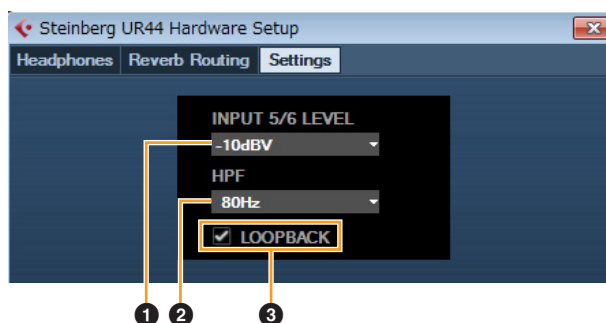 Steinberg UR44 Hardware Setup
Headphones Reverb Routing Settings
INPUT 5/6 LEVEL
-10dBV
HPF
80Hz
LOOPBACK
1 2 3